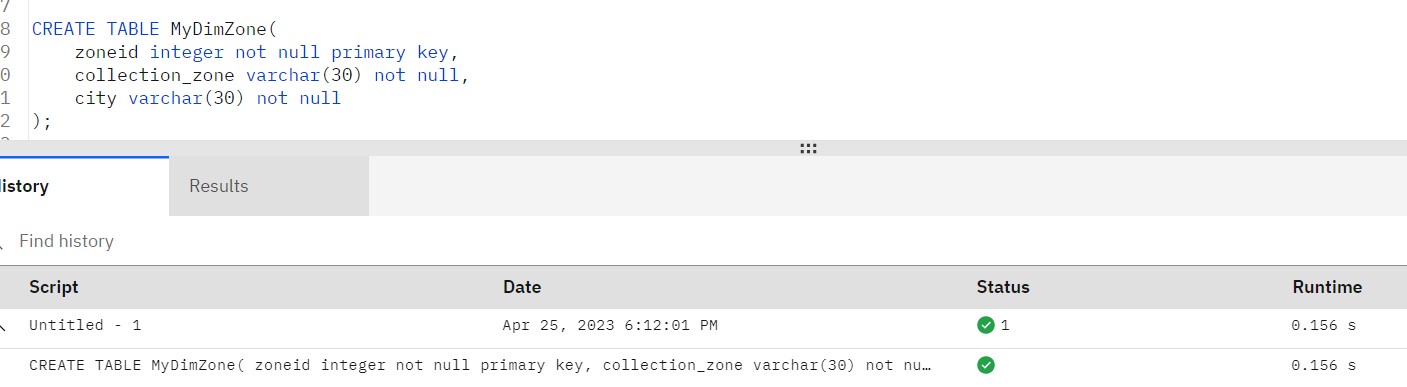 7
8 CREATE TABLE MyDimZone(
9 zoneid integer not null primary key,
0 collection_zone varchar(30) not null,
1 city varchar(30) not null
2 );
istory Results
Find history
Script Date Status Runtime
Untitled - 1 Apr 25, 2023 6:12:01 PM 1 0.156 s
CREATE TABLE MyDimZone( zoneid integer not null primary key, collection_zone varchar(30) not nu… 0.156 s